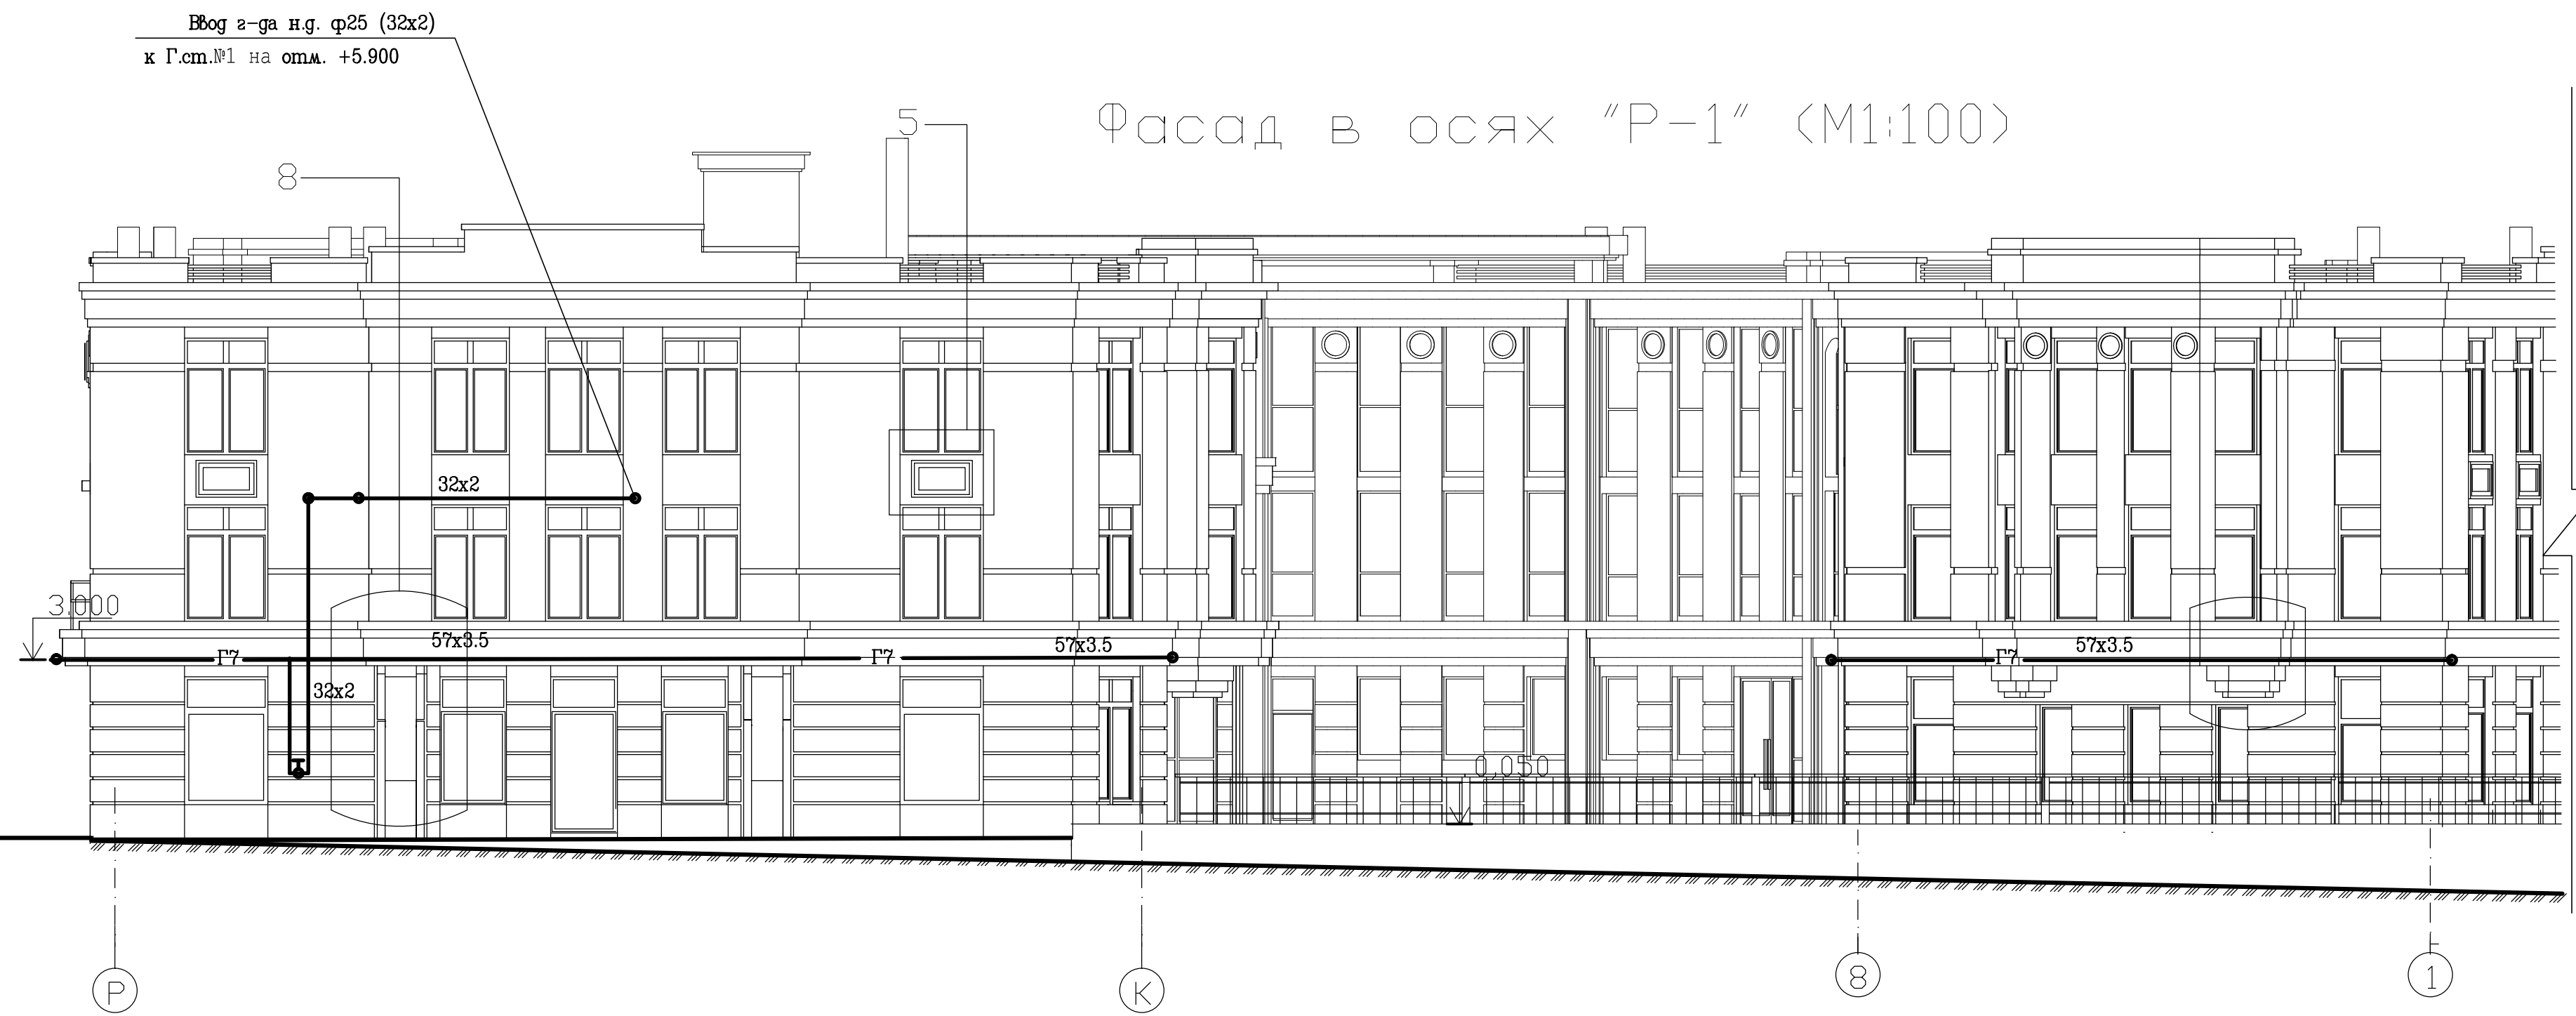 Ввод г-да н.д. ф25 (32х2)
к Г.ст.№1 на отм. +5.900
5
Фасад в осях "Р-1" (М1:100)
8
32х2
3,000
57х3.5
57х3.5
57х3.5
Г7
Г7
Г7
32х2
0,050
Р
К
8
1